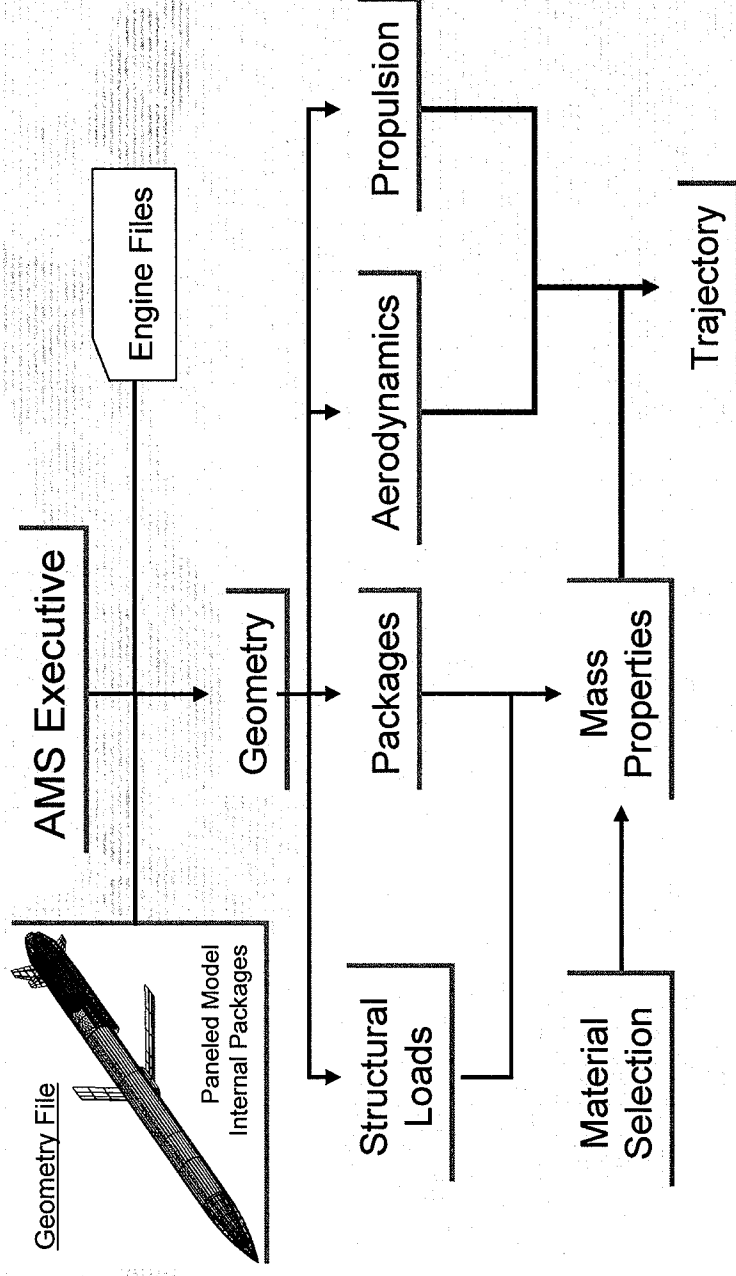 AMS Executive
Geometry File
Paneled Model
Internal Packages
Engine Files
Geometry
Structural
Loads
Packages
Aerodynamics
Propulsion
Material
Selection
Mass
Properties
Trajectory